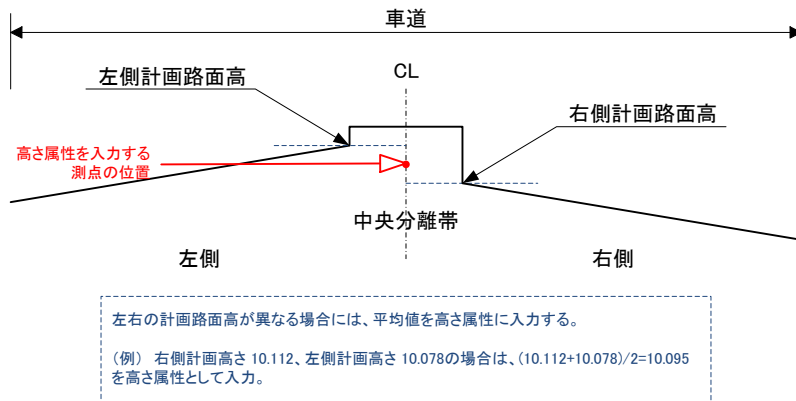 車道
CL
左側計画路面高
右側計画路面高
高さ属性を入力する
測点の位置
中央分離帯
左側
右側
左右の計画路面高が異なる場合には、平均値を高さ属性に入力する。
（例） 右側計画高さ 10.112、左側計画高さ 10.078の場合は、(10.112+10.078)/2=10.095
を高さ属性として入力。